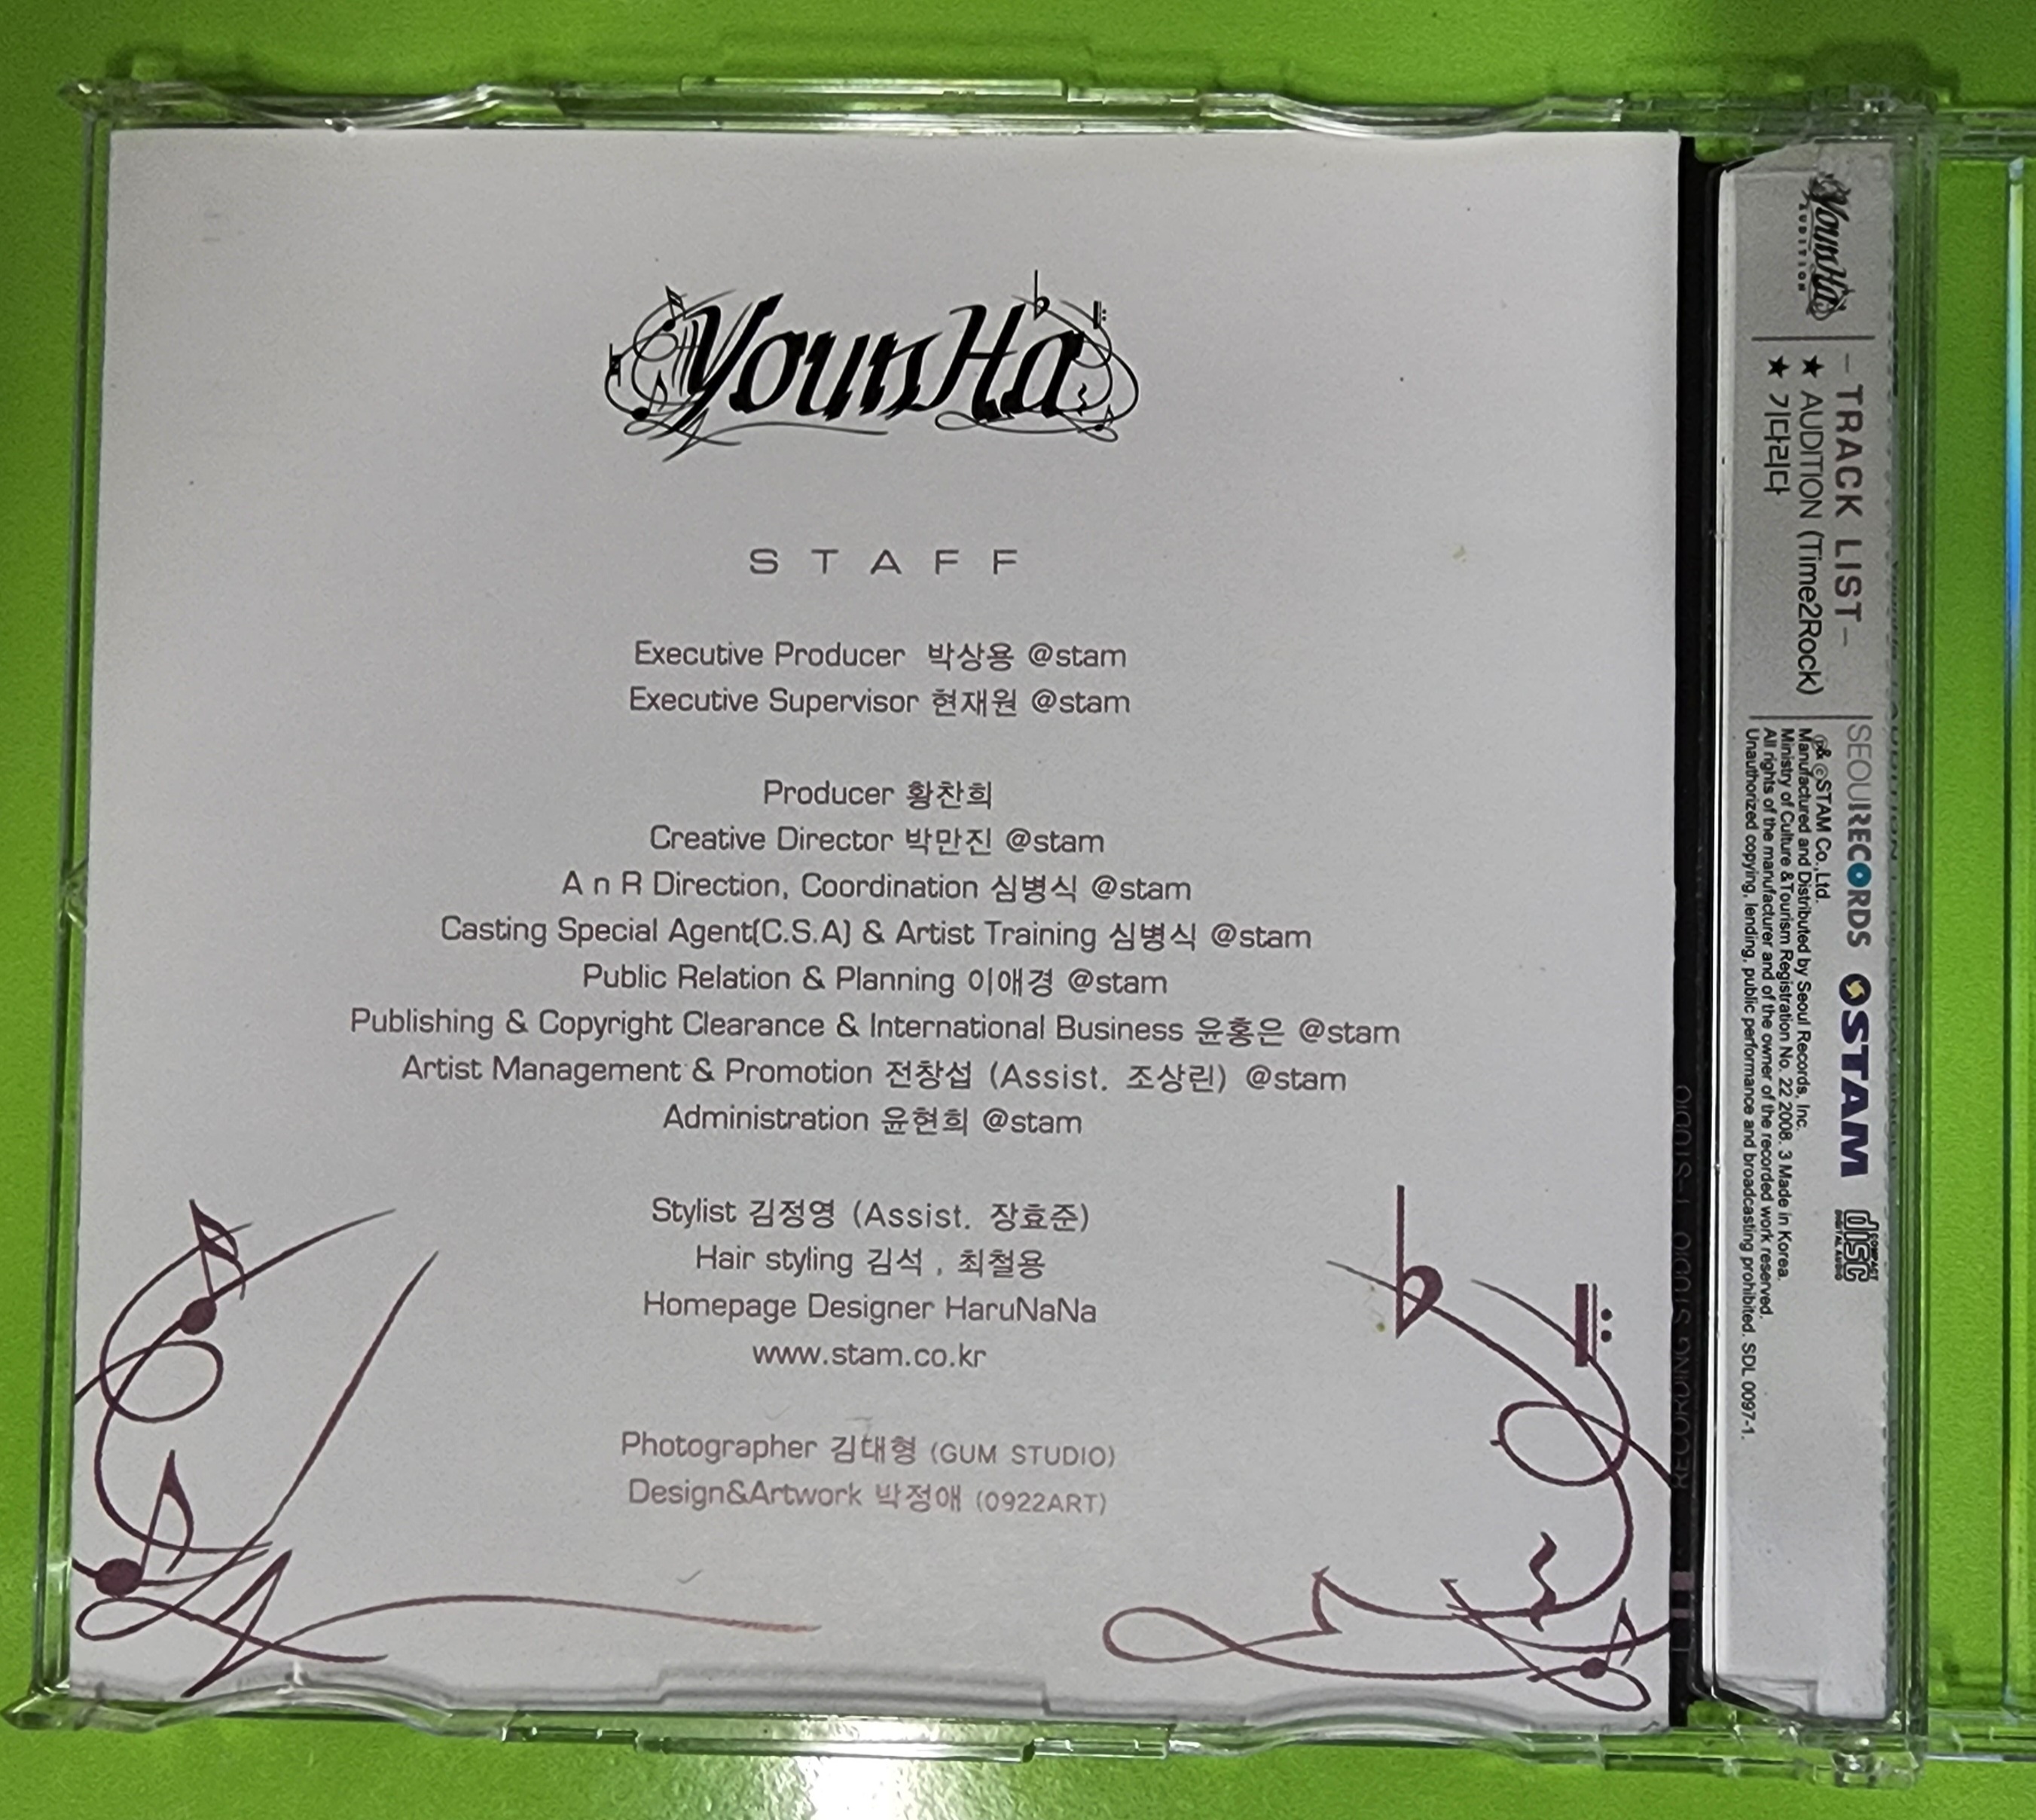 YounHa
STAFF
Executive Producer 박상용 @stam
Executive Supervisor 현재원 @stam
Producer 황찬희
Creative Director 박만진 @stam
A n R Direction, Coordination 심병식 @stam
Casting Special Agent(C.S.A) & Artist Training 심병식 @stam
Public Relation & Planning 이애경 @stam
Publishing & Copyright Clearance & International Business 윤홍은 @stam
Artist Management & Promotion 전창섭 (Assist. 조상린) @stam
Administration 윤현희 @stam
Stylist 김정영 (Assist. 장효준)
Hair styling 김석 , 최철용
Homepage Designer HaruNaNa
www.stam.co.kr
Photographer 김대형 (GUM STUDIO)
Design&Artwork 박정애 (0922ART)
RECORDING STUDIO T-STUDIO
YounHa
AUDITION
-TRACK LIST-
★ AUDITION (Time2Rock)
★ 기다리다
SEOULRECORDS STAM COMPACT disc DIGITAL AUDIO
℗& ©STAM Co.,Ltd.
Manufactured and Distributed by Seoul Records, Inc.
Ministry of Culture &Tourism Registration No. 22 2008. 3 Made in Korea.
All rights of the manufacturer and of the owner of the recorded work reserved.
Unauthorized copying, lending, public performance and broadcasting prohibited. SDL 0097-1.